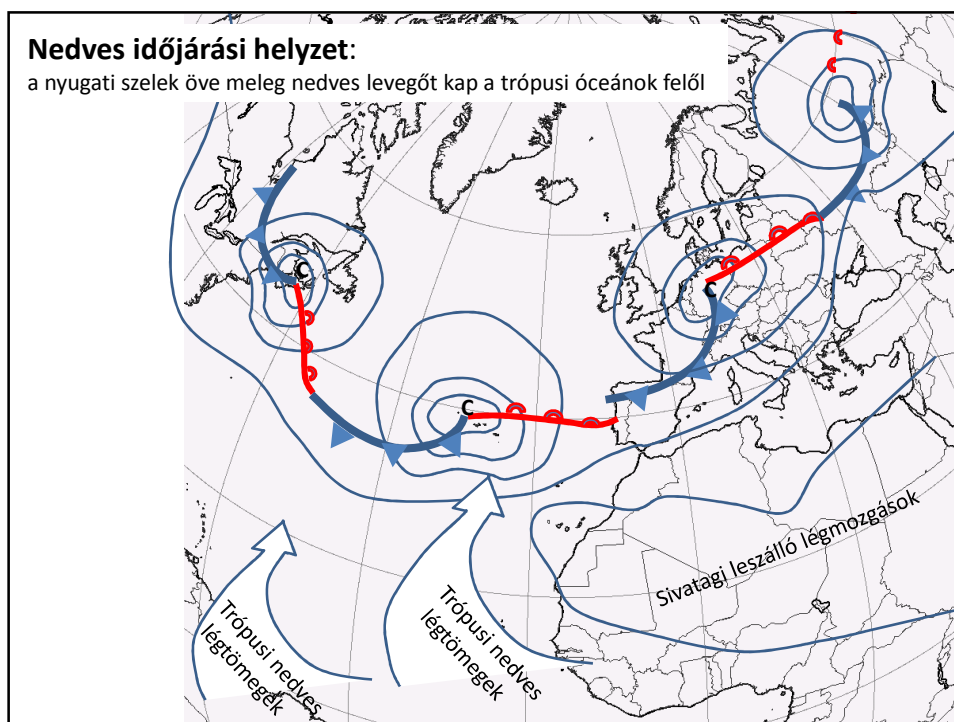 Nedves időjárási helyzet:
a nyugati szelek öve meleg nedves levegőt kap a trópusi óceánok felől
C
C
C
Sivatagi leszálló légmozgások
Trópusi nedves
légtömegek
Trópusi nedves
légtömegek